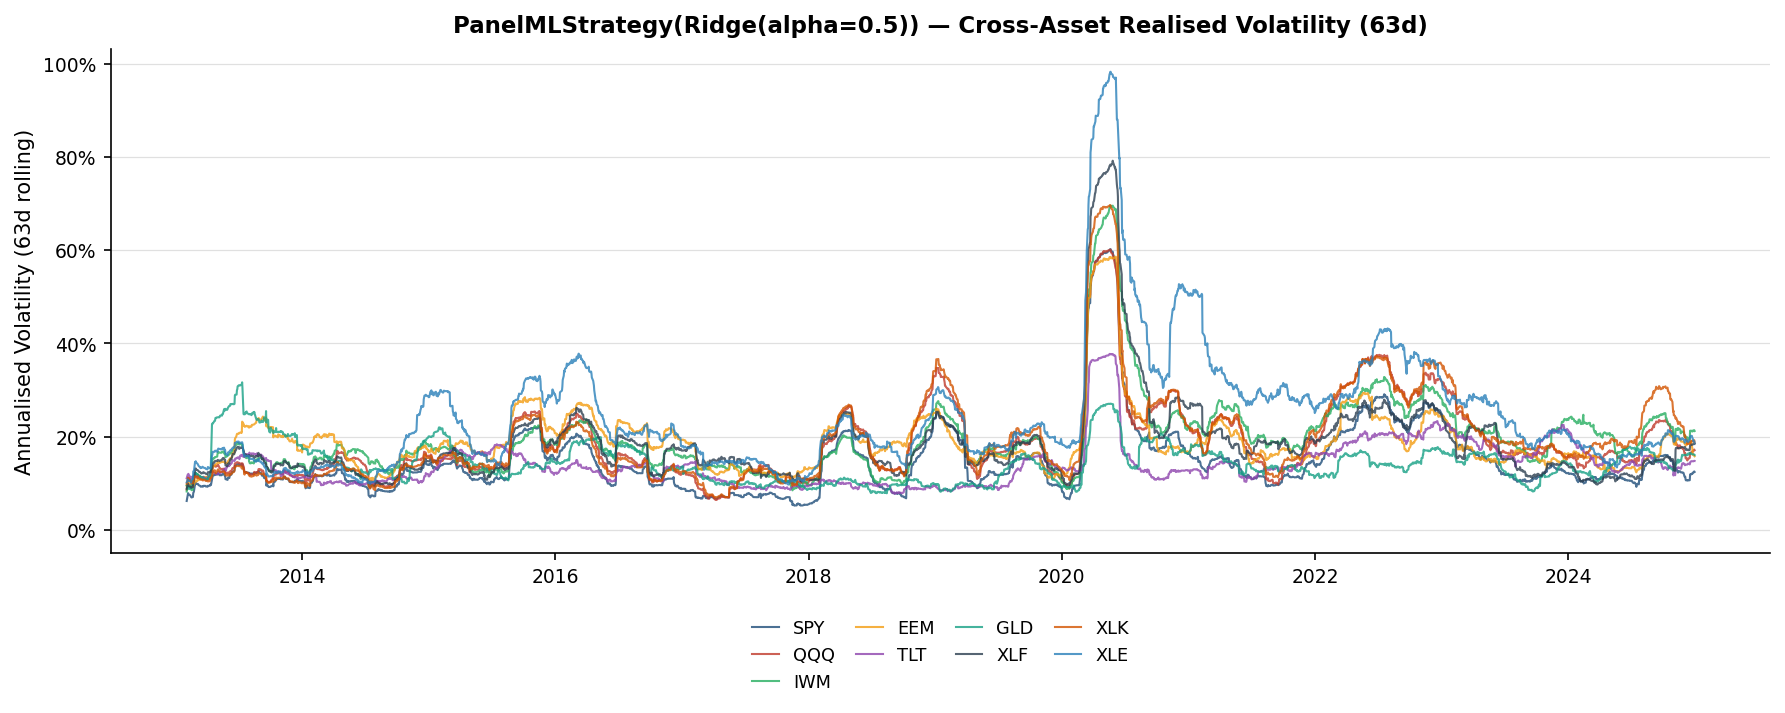 PanelMLStrategy(Ridge(alpha=0.5)) — Cross-Asset Realised Volatility (63d)
Annualised Volatility (63d rolling)
100%
80%
60%
40%
20%
0%
2014 2016 2018 2020 2022 2024
SPY EEM GLD XLK
QQQ TLT XLF XLE
IWM